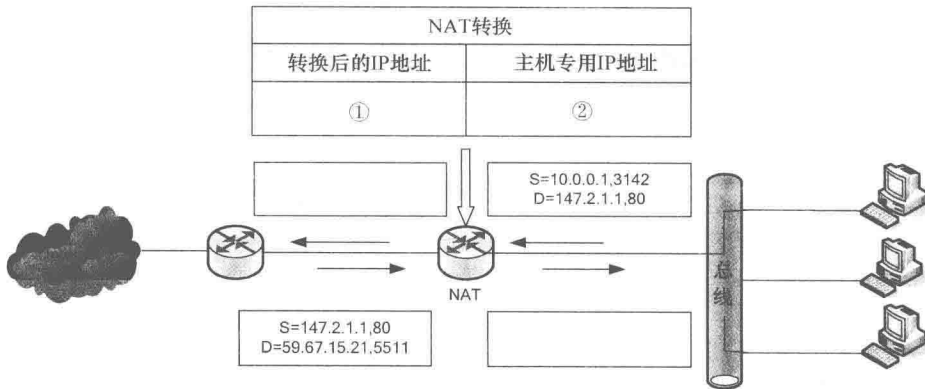 NAT转换
转换后的IP地址
主机专用IP地址
①
②
S=10.0.0.1,3142
D=147.2.1.1,80
NAT
总线
S=147.2.1.1,80
D=59.67.15.21,5511